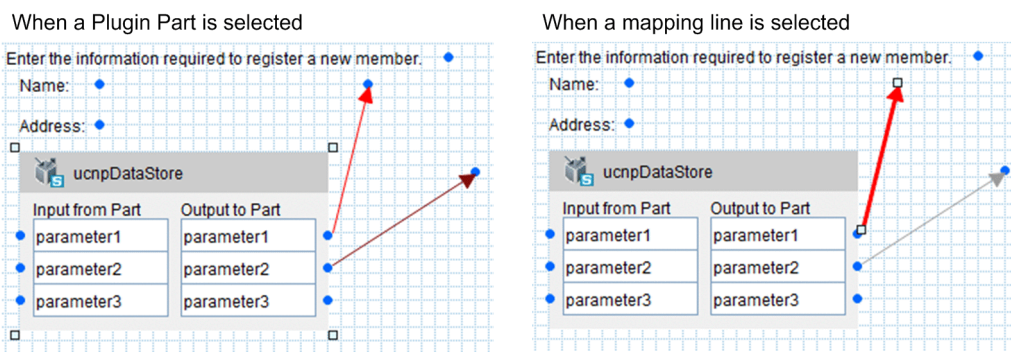 When a Plugin Part is selected
Enter the information required to register a new member.
Name:
Address:
S
ucnpDataStore
Input from Part Output to Part
parameter1 parameter1
parameter2 parameter2
parameter3 parameter3
When a mapping line is selected
Enter the information required to register a new member.
Name:
Address:
S
ucnpDataStore
Input from Part Output to Part
parameter1 parameter1
parameter2 parameter2
parameter3 parameter3